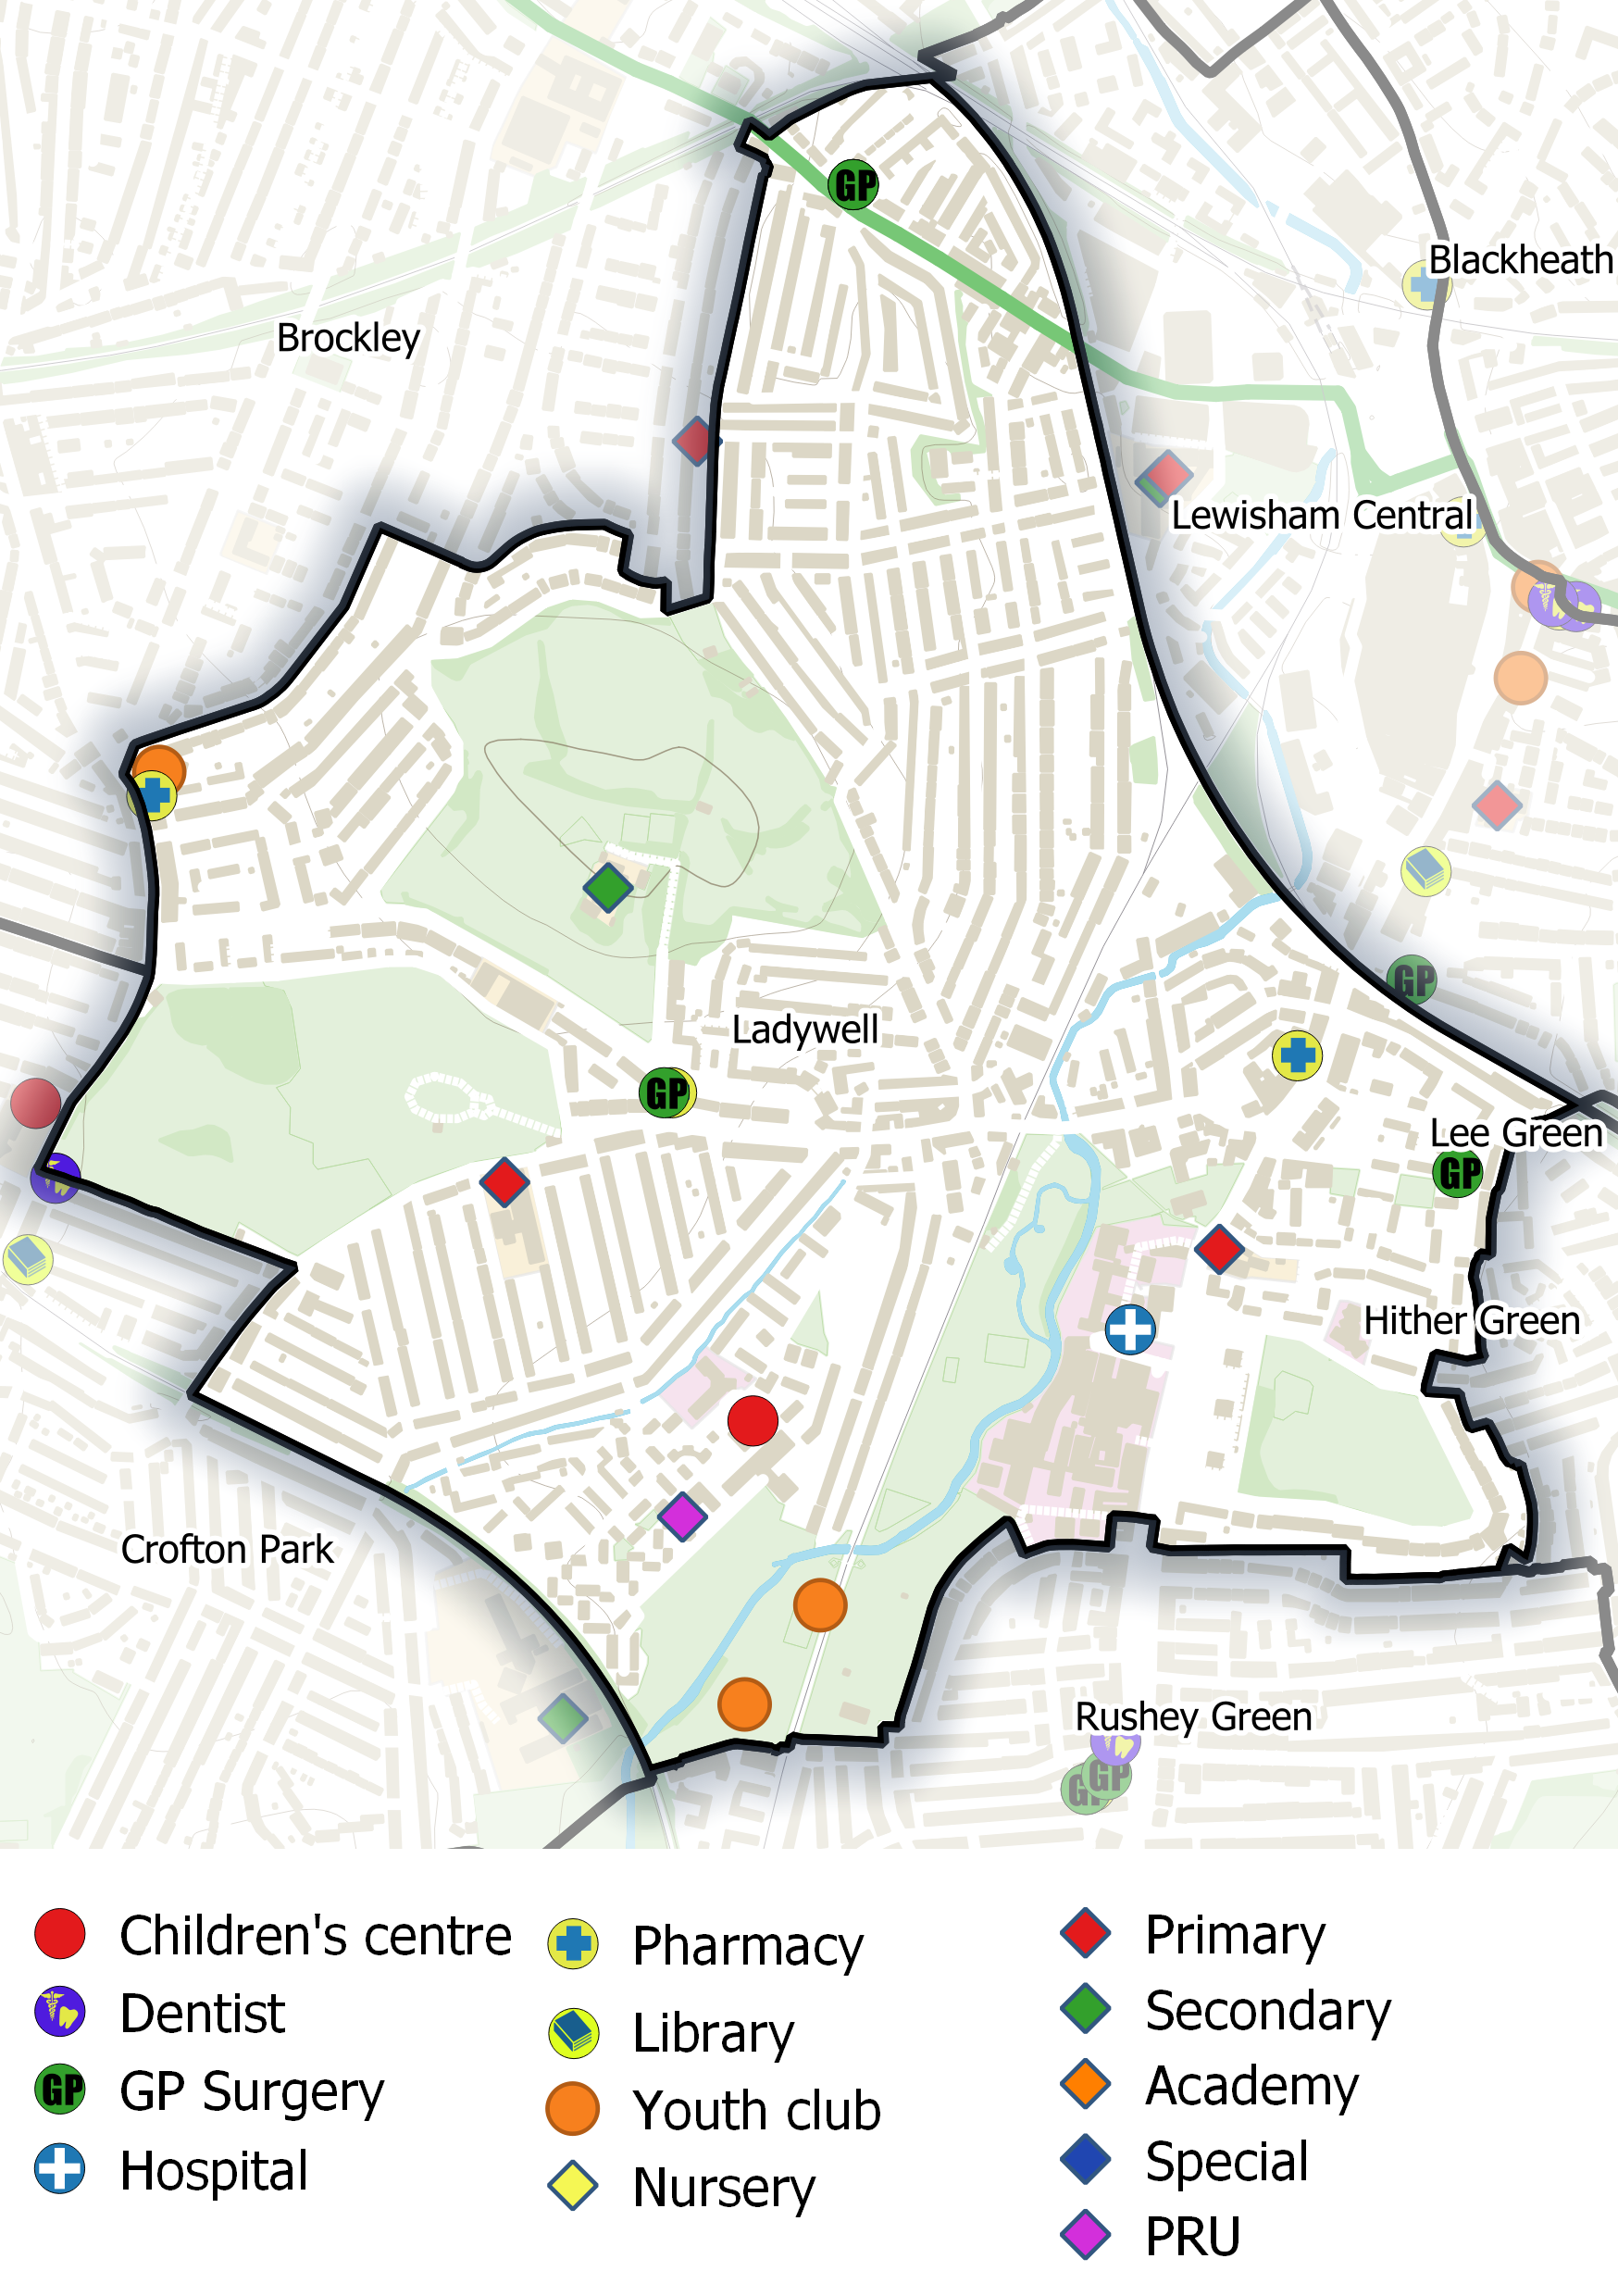 GP
Blackheath
Brockley
Lewisham Central
GP
Ladywell
GP
Lee Green
GP
Hither Green
Crofton Park
Rushey Green
GP
GP
Children's centre
Dentist
GP GP Surgery
Hospital
Pharmacy
Library
Youth club
Nursery
Primary
Secondary
Academy
Special
PRU